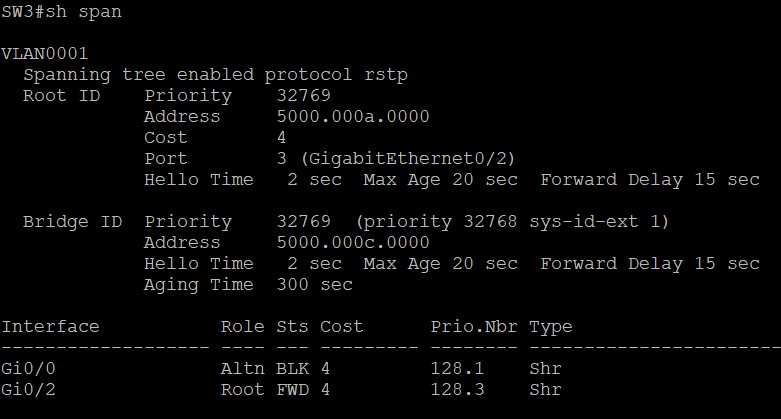 SW3#sh span
VLAN0001
Spanning tree enabled protocol rstp
Root ID Priority 32769
Address 5000.000a.0000
Cost 4
Port 3 (GigabitEthernet0/2)
Hello Time 2 sec Max Age 20 sec Forward Delay 15 sec
Bridge ID Priority 32769 (priority 32768 sys-id-ext 1)
Address 5000.000c.0000
Hello Time 2 sec Max Age 20 sec Forward Delay 15 sec
Aging Time 300 sec
Interface Role Sts Cost Prio.Nbr Type
------------------- ---- --- --------- -------- --------------------------------
Gi0/0 Altn BLK 4 128.1 Shr
Gi0/2 Root FWD 4 128.3 Shr